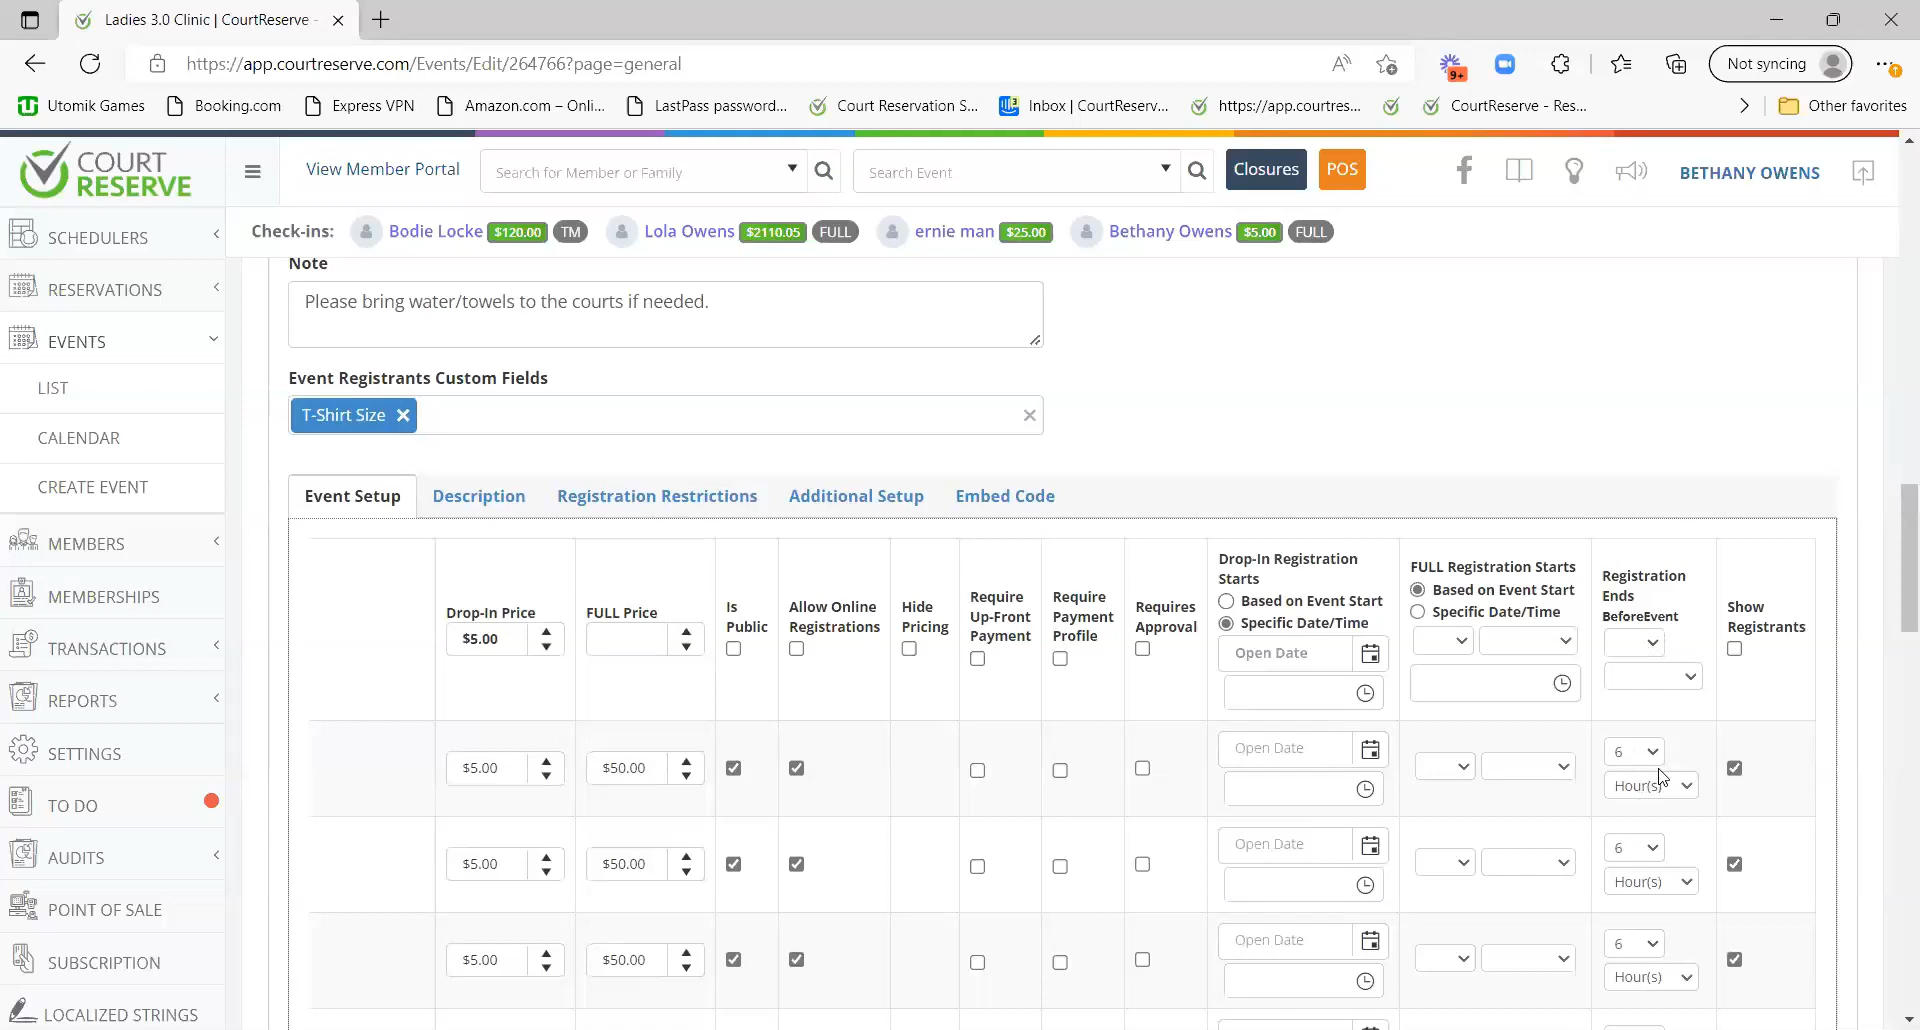 Ladies 3.0 Clinic | CourtReserve -
https://app.courtreserve.com/Events/Edit/264766?page=general
Not syncing
9+
Utomik Games
Booking.com
Express VPN
Amazon.com – Onli...
LastPass password...
Court Reservation S...
Inbox | CourtReserv...
https://app.courtres...
CourtReserve - Res...
Other favorites
COURT
RESERVE
View Member Portal
Search for Member or Family
Search Event
Closures
POS
BETHANY OWENS
Check-ins:
Bodie Locke $120.00 TM
Lola Owens $2110.05 FULL
ernie man $25.00
Bethany Owens $5.00 FULL
SCHEDULERS
RESERVATIONS
EVENTS
LIST
CALENDAR
CREATE EVENT
MEMBERS
MEMBERSHIPS
TRANSACTIONS
REPORTS
SETTINGS
TO DO
AUDITS
POINT OF SALE
SUBSCRIPTION
LOCALIZED STRINGS
Note
Please bring water/towels to the courts if needed.
Event Registrants Custom Fields
T-Shirt Size
Event Setup
Description
Registration Restrictions
Additional Setup
Embed Code
Drop-In Price
$5.00
FULL Price
Is
Public
Allow Online
Registrations
Hide
Pricing
Require
Up-Front
Payment
Require
Payment
Profile
Requires
Approval
Drop-In Registration
Starts
Based on Event Start
Specific Date/Time
Open Date
FULL Registration Starts
Based on Event Start
Specific Date/Time
Registration
Ends
BeforeEvent
Show
Registrants
$5.00
$50.00
Open Date
6
Hour(s)
$5.00
$50.00
Open Date
6
Hour(s)
$5.00
$50.00
Open Date
6
Hour(s)